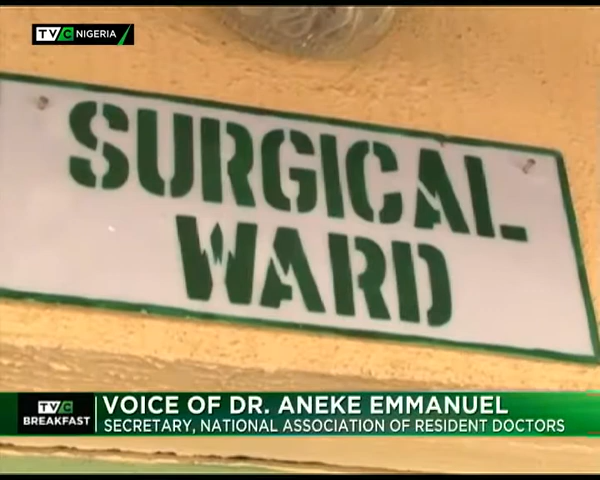 TVC NIGERIA
SURGICAL
WARD
TVC
BREAKFAST
VOICE OF DR. ANEKE EMMANUEL
SECRETARY, NATIONAL ASSOCIATION OF RESIDENT DOCTORS